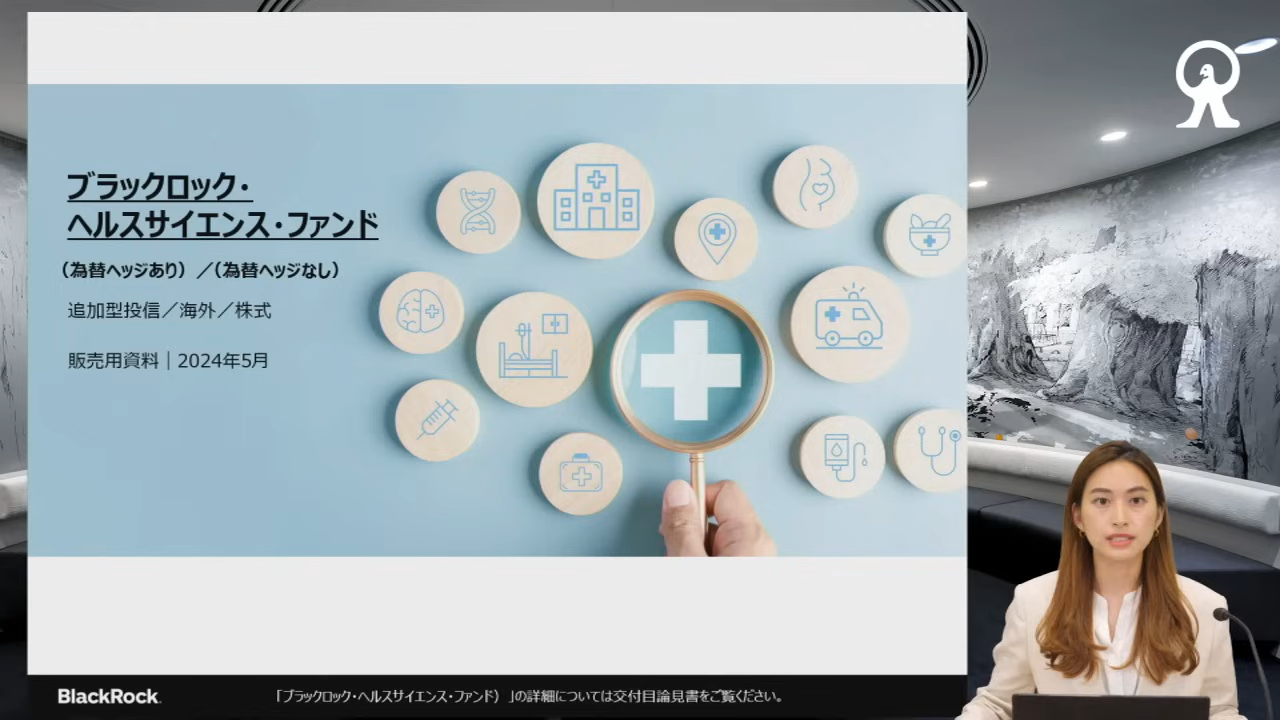 ブラックロック・
ヘルスサイエンス・ファンド
（為替ヘッジあり）／（為替ヘッジなし）
追加型投信／海外／株式
販売用資料｜2024年5月
BlackRock.
「ブラックロック・ヘルスサイエンス・ファンド）」の詳細については交付目論見書をご覧ください。